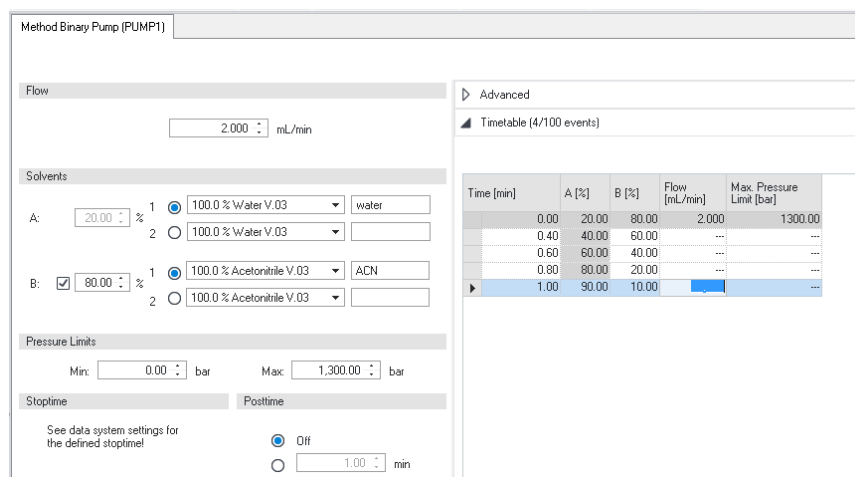 Method Binary Pump (PUMP1)
Flow
2.000 mL/min
Solvents
A: 20.00 % 1 100.0 % Water V.03 water
2 100.0 % Water V.03
B: 80.00 % 1 100.0 % Acetonitrile V.03 ACN
2 100.0 % Acetonitrile V.03
Pressure Limits
Min: 0.00 bar Max: 1,300.00 bar
Stoptime Posttime
See data system settings for
the defined stoptime!
Off
1.00 min
Advanced
Timetable (4/100 events)
Time [min] A [%] B [%] Flow [mL/min] Max. Pressure Limit [bar]
0.00 20.00 80.00 2.000 1300.00
0.40 40.00 60.00 --- ---
0.60 60.00 40.00 --- ---
0.80 80.00 20.00 --- ---
1.00 90.00 10.00 ---